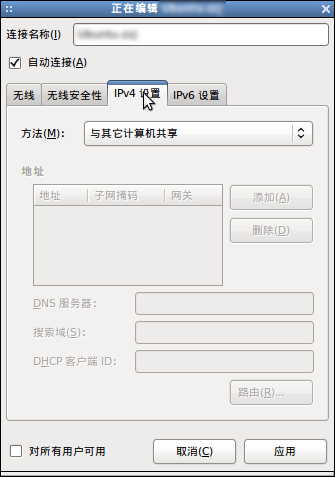 正在编辑
连接名称(I)
自动连接(A)
无线 无线安全性 IPv4 设置 IPv6 设置
方法(M)： 与其它计算机共享
地址
地址 子网掩码 网关
添加(A)
删除(D)
DNS 服务器：
搜索域(S)：
DHCP 客户端 ID：
路由(R)...
对所有用户可用 取消(C) 应用